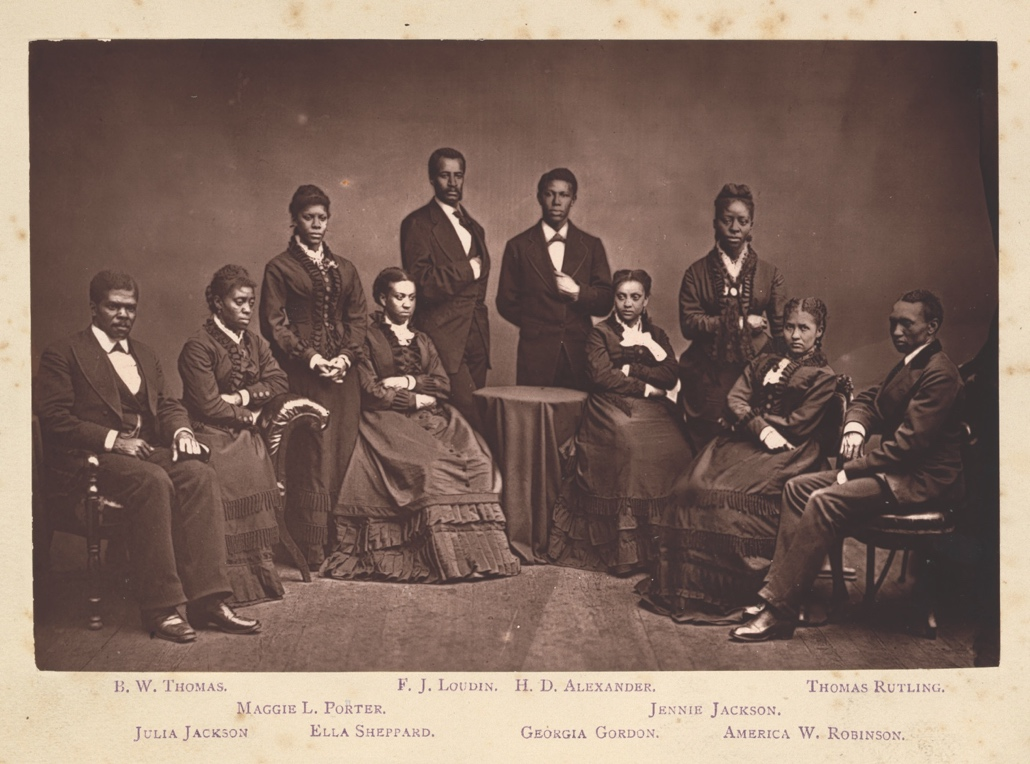 B. W. Thomas. F. J. Loudin. H. D. Alexander. Thomas Rutling.
Maggie L. Porter. Jennie Jackson.
Julia Jackson Ella Sheppard. Georgia Gordon. America W. Robinson.